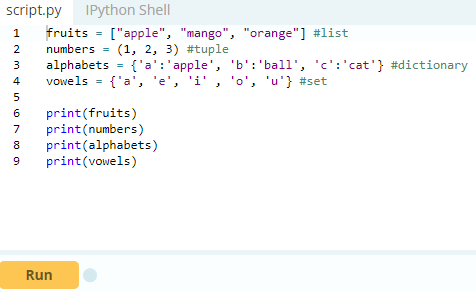 script.py IPython Shell
1 fruits = ["apple", "mango", "orange"] #list
2 numbers = (1, 2, 3) #tuple
3 alphabets = {'a':'apple', 'b':'ball', 'c':'cat'} #dictionary
4 vowels = {'a', 'e', 'i' , 'o', 'u'} #set
5
6 print(fruits)
7 print(numbers)
8 print(alphabets)
9 print(vowels)
Run